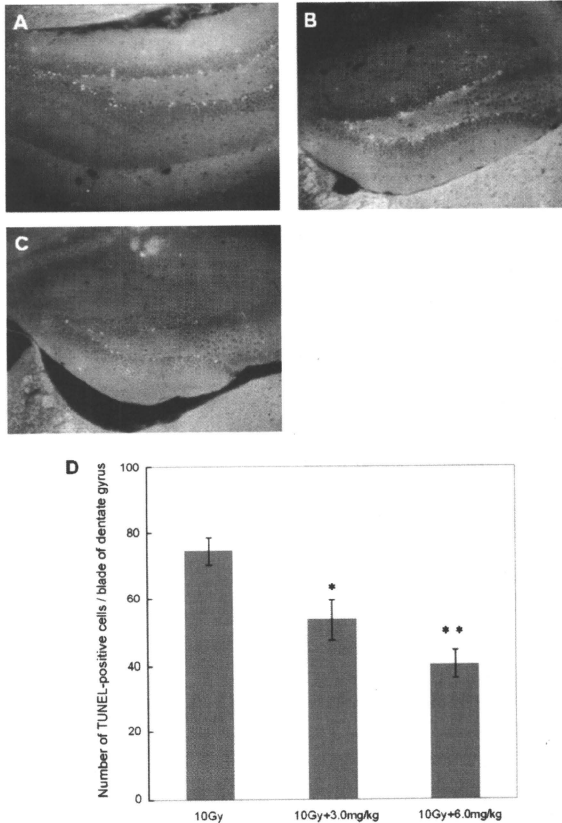 A
B
C
D
Number of TUNEL-positive cells / blade of dentate gyrus
100
80
60
40
20
0
*
**
10Gy
10Gy+3.0mg/kg
10Gy+6.0mg/kg